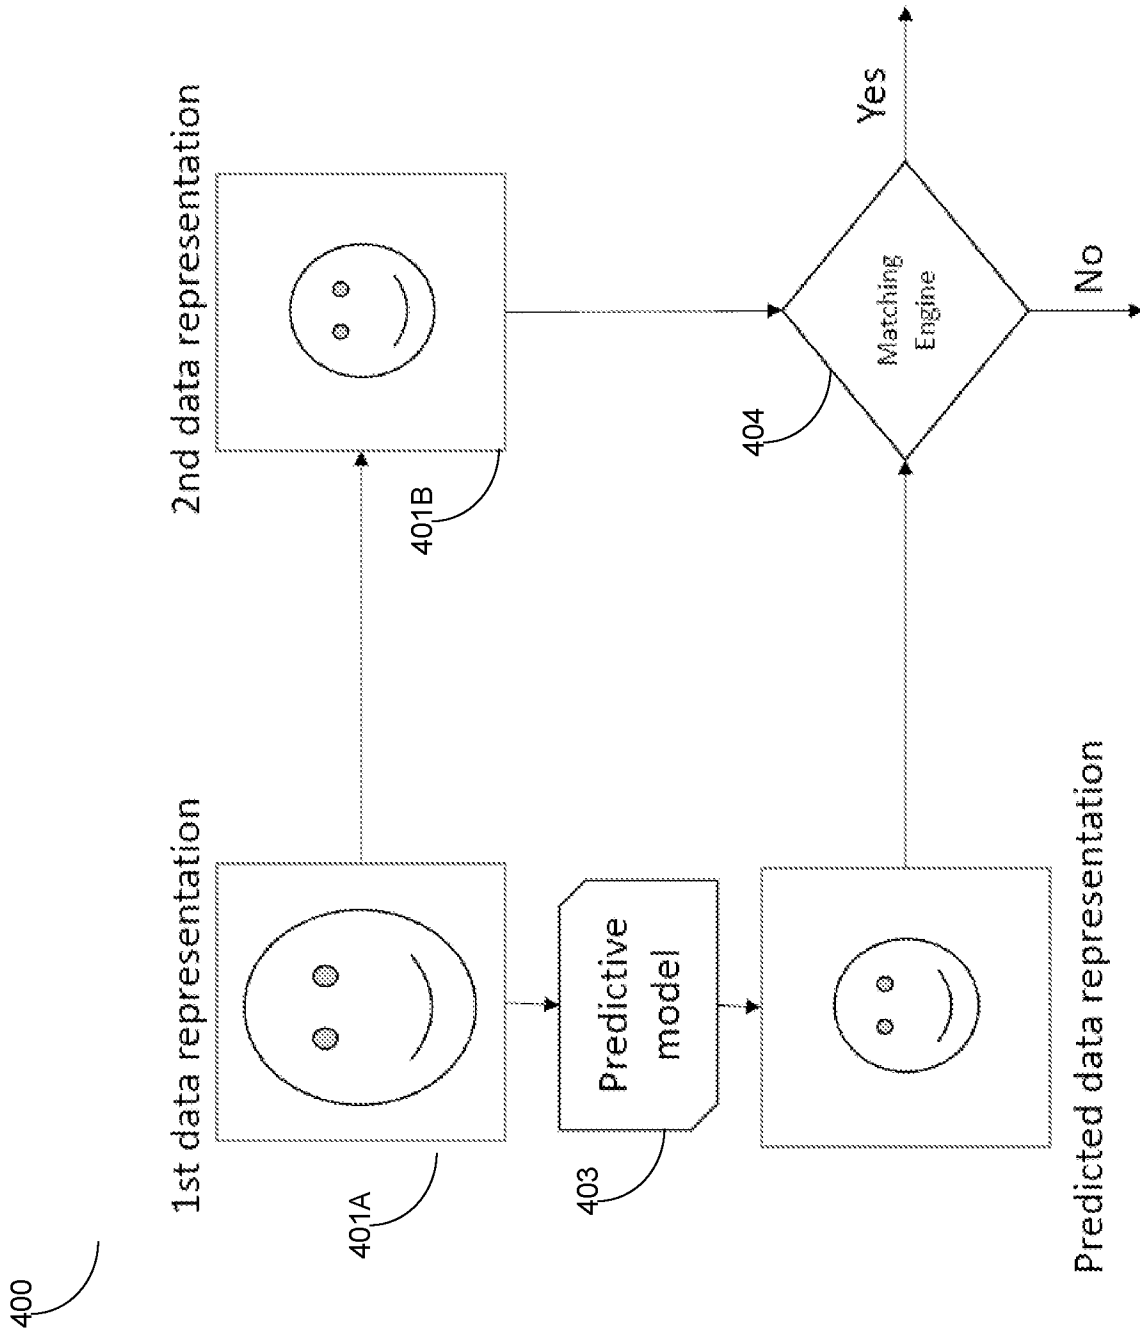 400
1st data representation
2nd data representation
401A
401B
Predictive
model
403
404
Matching
Engine
Yes
No
Predicted data representation